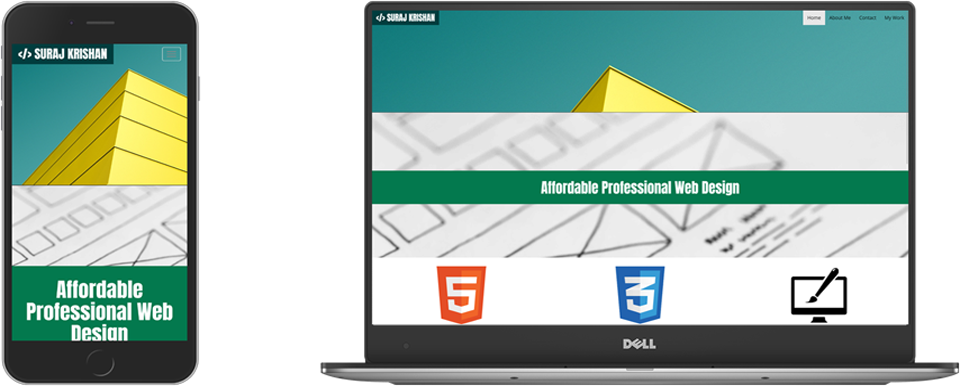 </> SURAJ KRISHAN
Affordable
Professional Web
Design
</> SURAJ KRISHAN
Home About Me Contact My Work
Affordable Professional Web Design
5
3
DELL